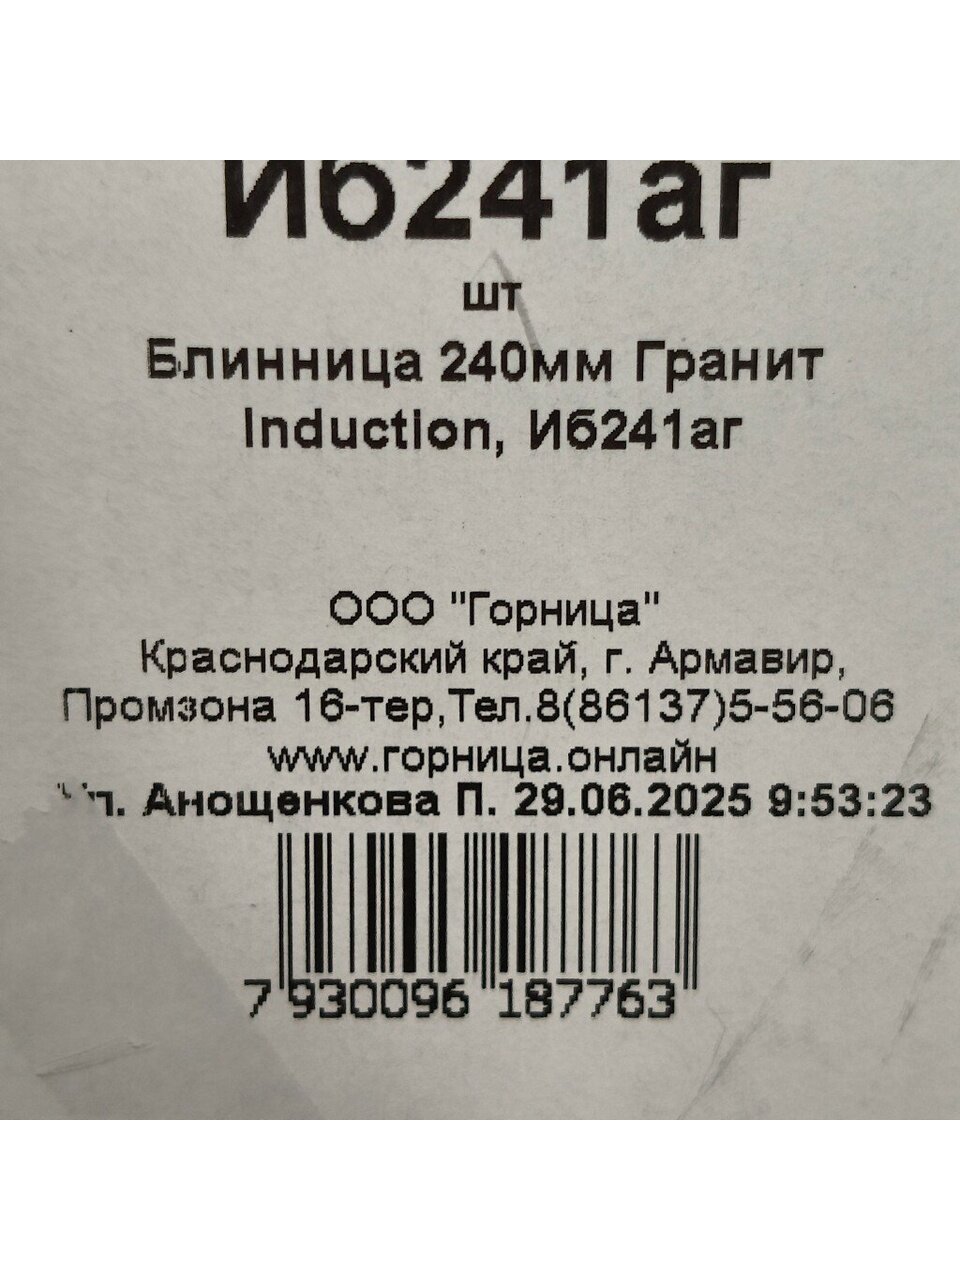 Иб241аг
шт
Блинница 240мм Гранит
Induction, Иб241аг
ООО "Горница"
Краснодарский край, г. Армавир,
Промзона 16-тер,Тел.8(86137)5-56-06
www.горница.онлайн
Анощенкова П. 29.06.2025 9:53:23
7 930096 187763